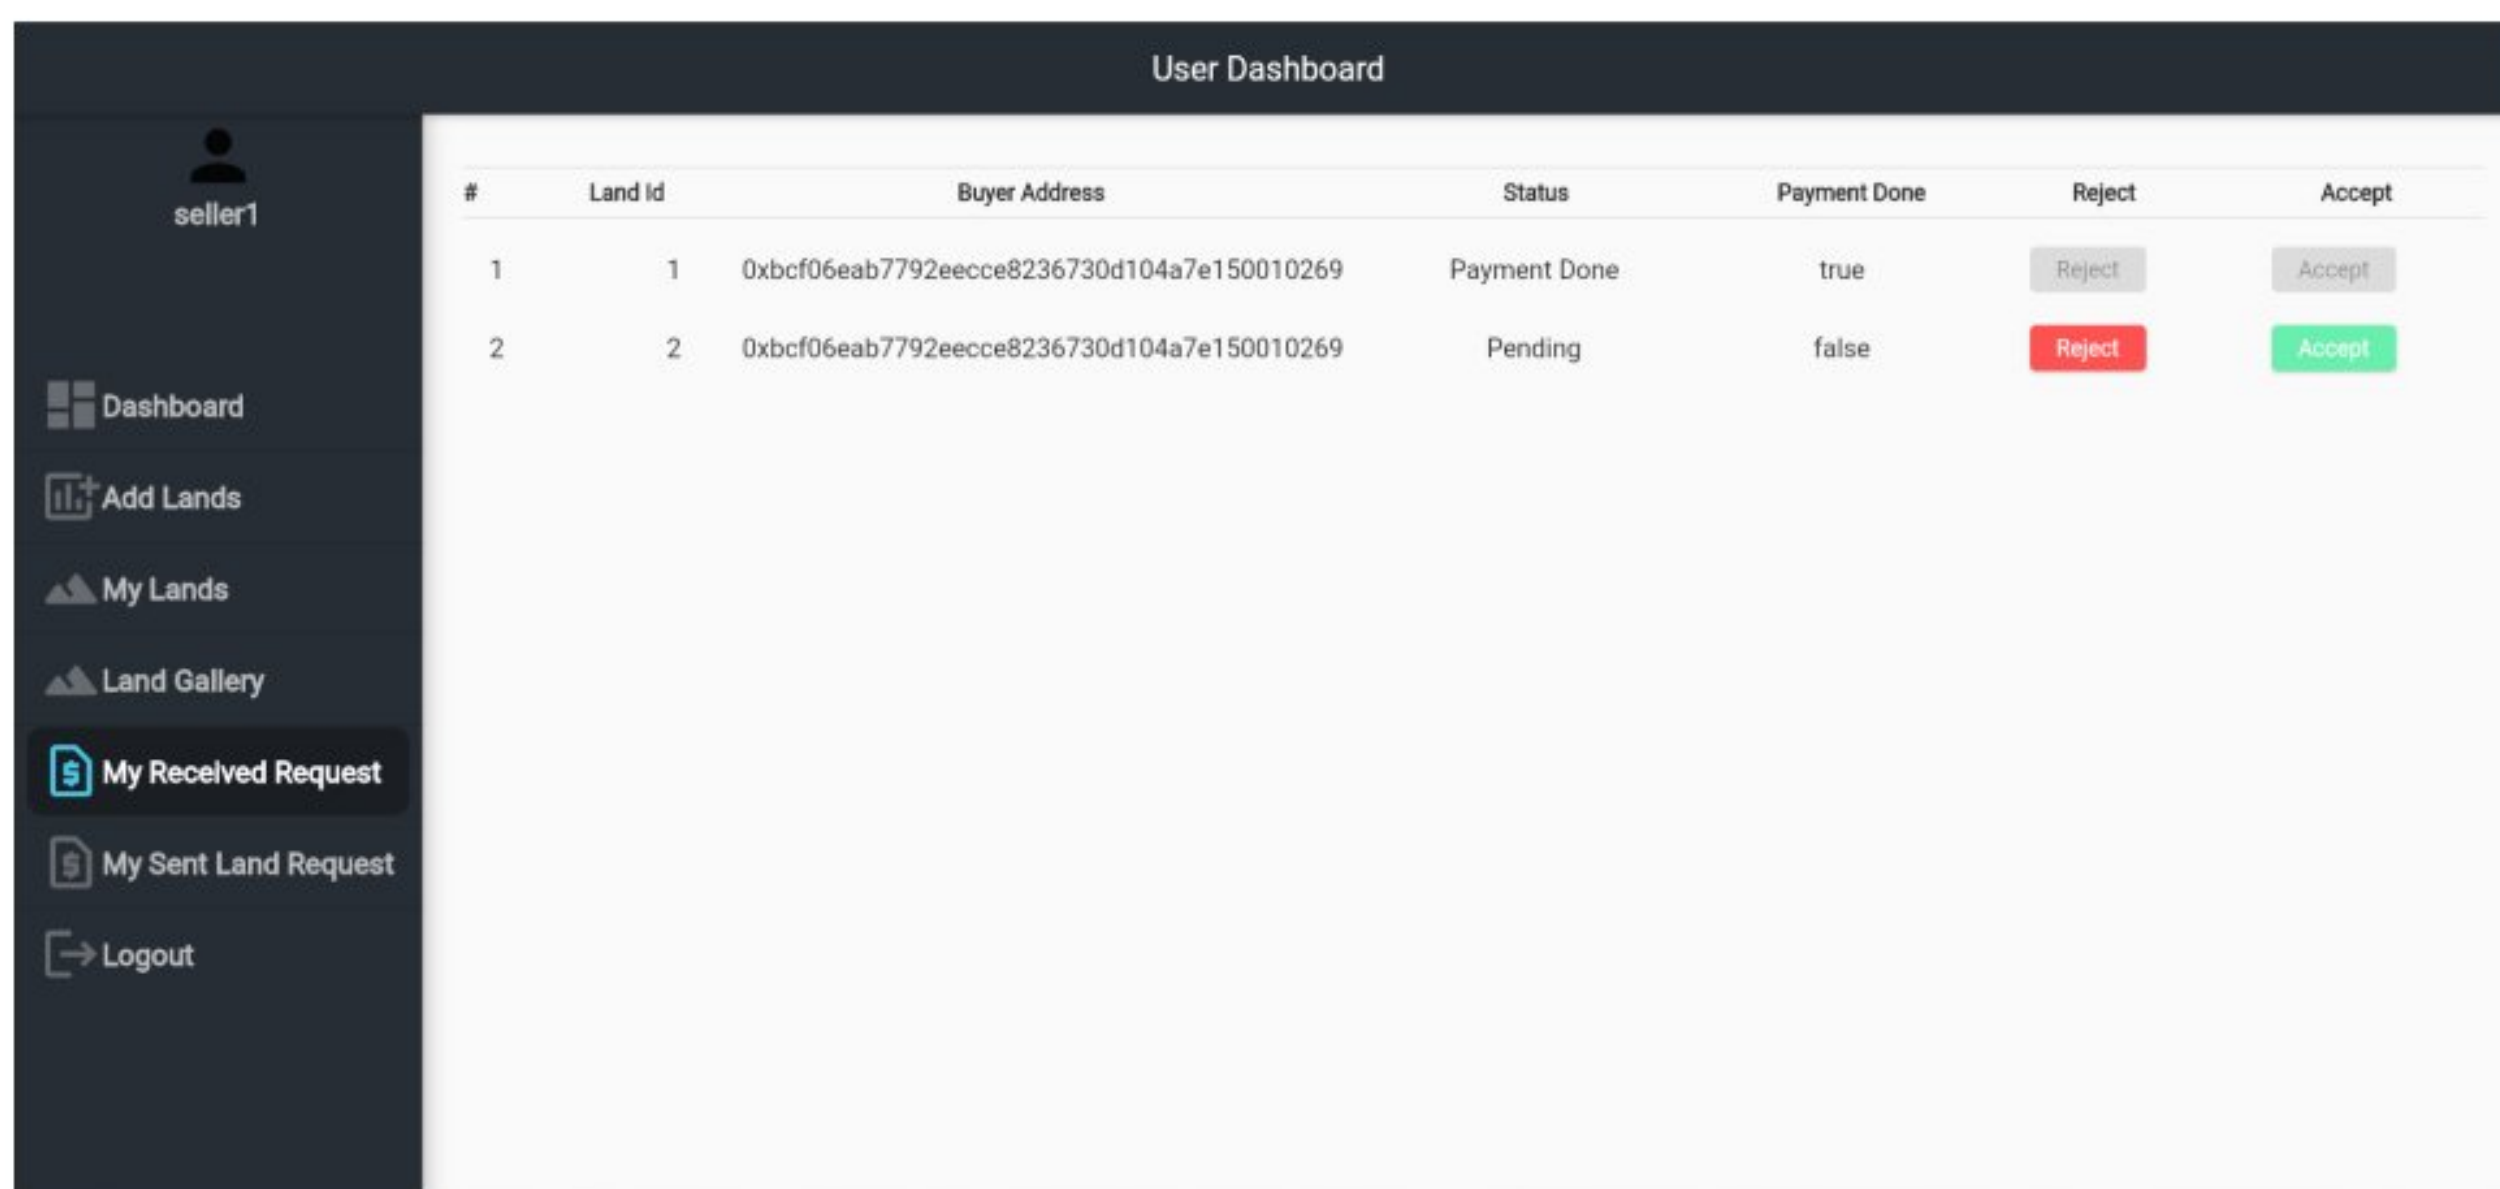 User Dashboard
seller1
Dashboard
Add Lands
My Lands
Land Gallery
My Received Request
My Sent Land Request
Logout
# Land Id Buyer Address Status Payment Done Reject Accept
1 1 0xbcf06eab7792eecce8236730d104a7e150010269 Payment Done true Reject Accept
2 2 0xbcf06eab7792eecce8236730d104a7e150010269 Pending false Reject Accept